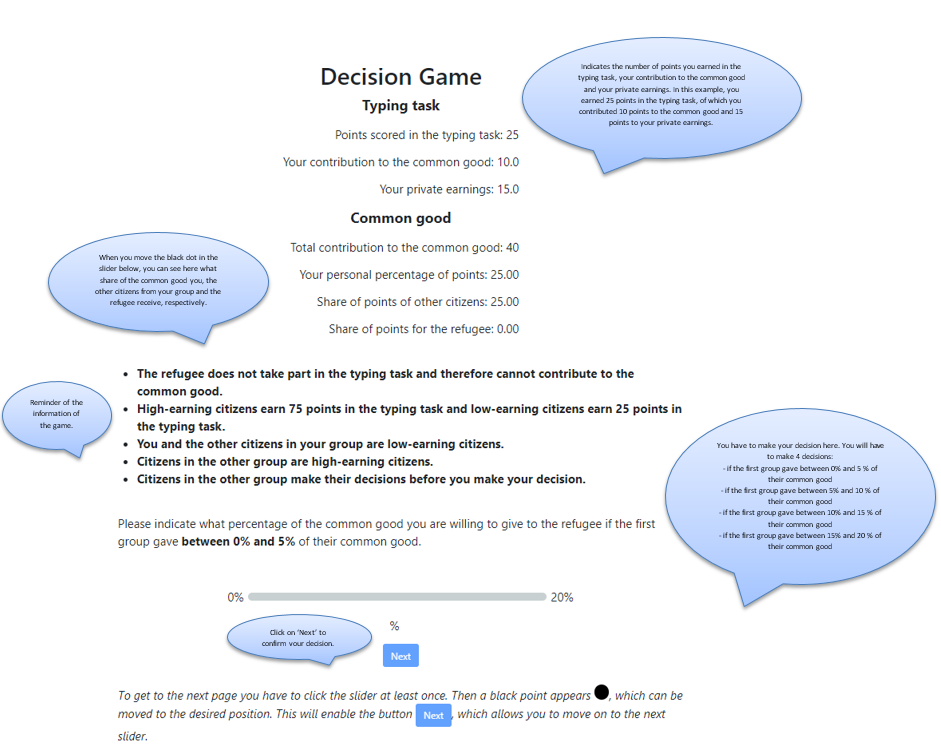 Decision Game
Typing task
Points scored in the typing task: 25
Your contribution to the common good: 10.0
Your private earnings: 15.0
Indicates the number of points you earned in the
typing task, your contribution to the common good
and your private earnings. In this example, you
earned 25 points in the typing task, of which you
contributed 10 points to the common good and 15
points to your private earnings.
Common good
Total contribution to the common good: 40
Your personal percentage of points: 25.00
Share of points of other citizens: 25.00
Share of points for the refugee: 0.00
When you move the black dot in the
slider below, you can see here what
share of the common good you, the
other citizens from your group and the
refugee receive, respectively.
• The refugee does not take part in the typing task and therefore cannot contribute to the
common good.
• High-earning citizens earn 75 points in the typing task and low-earning citizens earn 25 points in
the typing task.
• You and the other citizens in your group are low-earning citizens.
• Citizens in the other group are high-earning citizens.
• Citizens in the other group make their decisions before you make your decision.
Reminder of the
information of
the game.
Please indicate what percentage of the common good you are willing to give to the refugee if the first
group gave between 0% and 5% of their common good.
You have to make your decision here. You will have
to make 4 decisions:
- if the first group gave between 0% and 5 % of
their common good
- if the first group gave between 5% and 10 % of
their common good
- if the first group gave between 10% and 15 % of
their common good
- if the first group gave between 15% and 20 % of
their common good
0% 20%
%
Click on 'Next' to
confirm your decision.
Next
To get to the next page you have to click the slider at least once. Then a black point appears , which can be
moved to the desired position. This will enable the button Next , which allows you to move on to the next
slider.